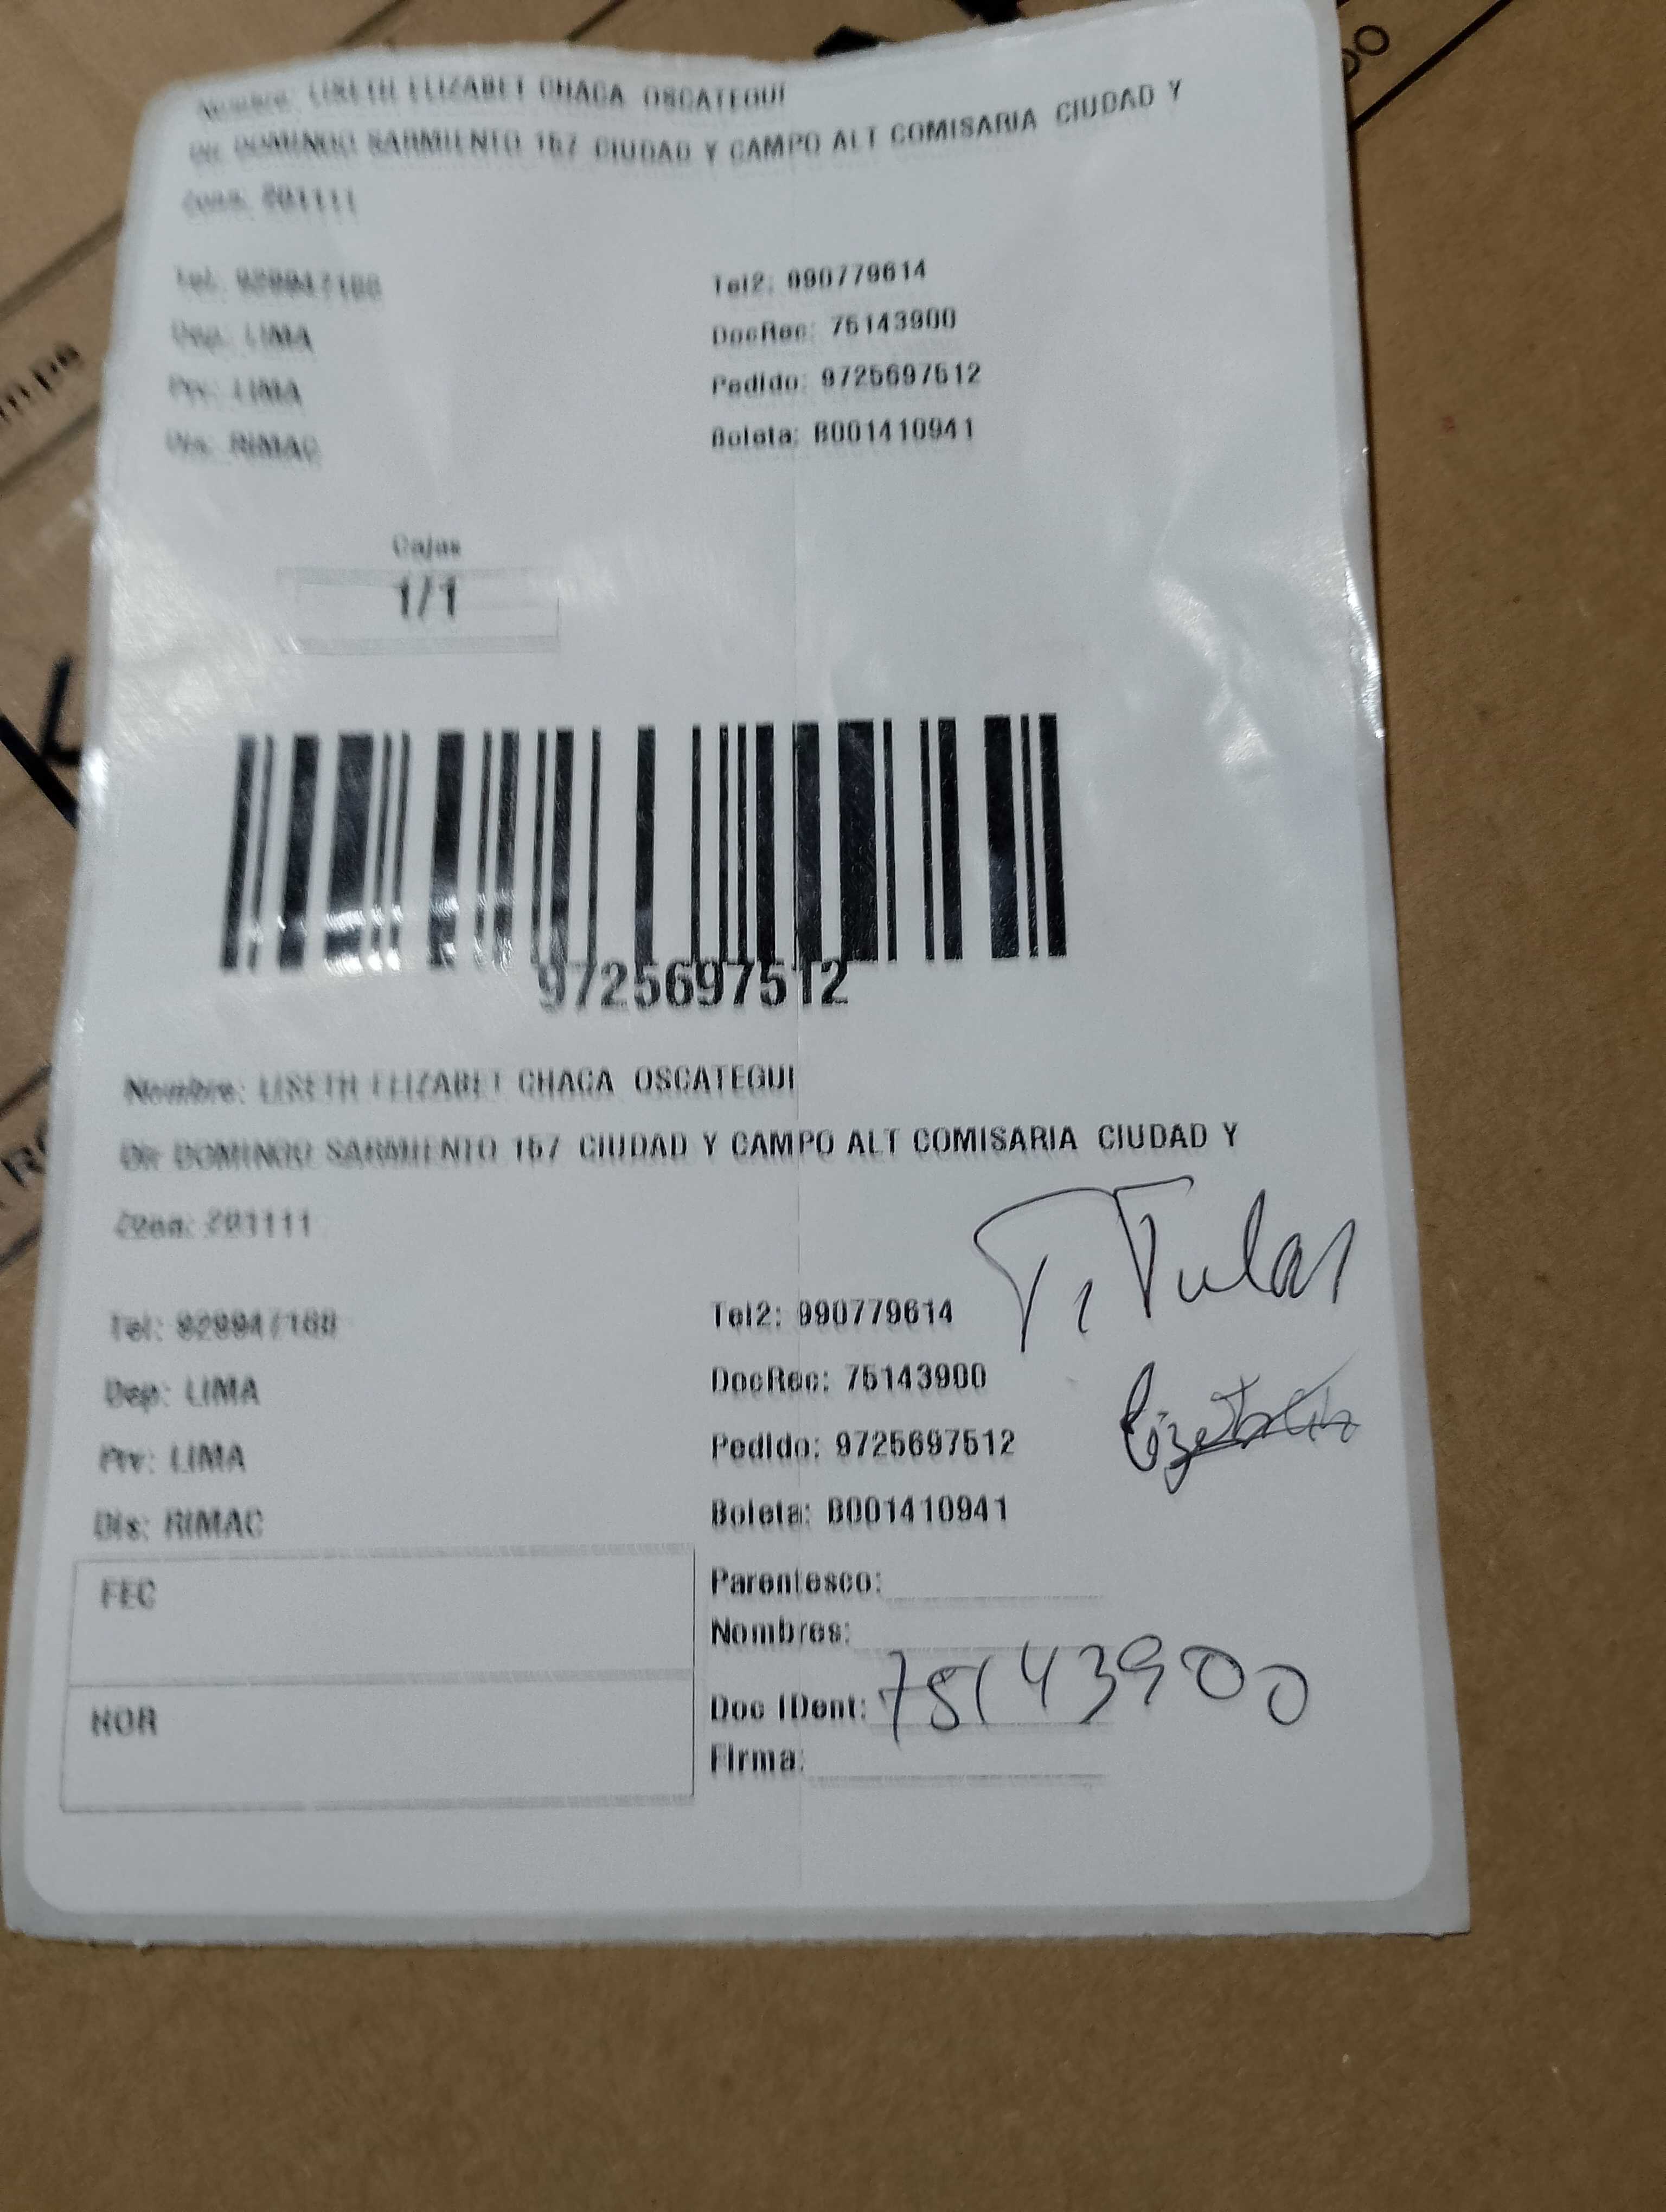 Nombre: LISETH ELIZABET CHACA OSCATEGUI
Dir: DOMINGO SARMIENTO 157 CIUDAD Y CAMPO ALT COMISARIA CIUDAD Y
Zona: 201111
Tel: 929947188 Tel2: 990779614
Dep: LIMA DocRec: 75143900
Prv: LIMA Pedido: 9725697512
Dis: RIMAC Boleta: B001410941
Cajas
1/1
9725697512
Nombre: LISETH ELIZABET CHACA OSCATEGUI
Dir: DOMINGO SARMIENTO 157 CIUDAD Y CAMPO ALT COMISARIA CIUDAD Y
Zona: 201111
Titular
Tel: 929947188 Tel2: 990779614
Dep: LIMA DocRec: 75143900
Prv: LIMA Pedido: 9725697512
Dis: RIMAC Boleta: B001410941
FEC Parentesco:
Nombres:
HOR Doc IDent: 75143900
Firma: